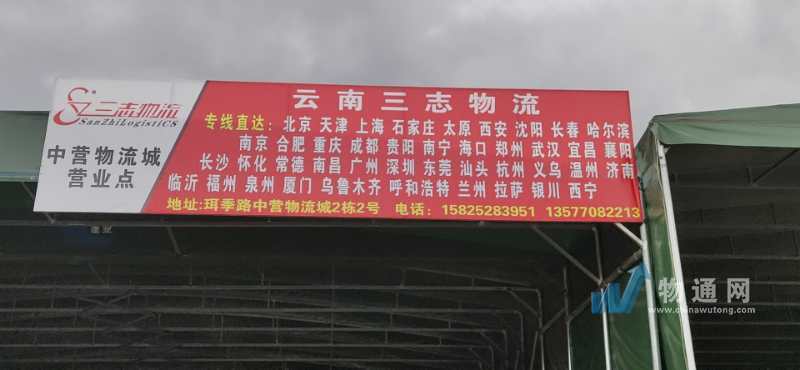 三志物流
SanZhiLogistiCS
中营物流城
营业点
云南三志物流
专线直达: 北京 天津 上海 石家庄 太原 西安 沈阳 长春 哈尔滨
南京 合肥 重庆 成都 贵阳 南宁 海口 郑州 武汉 宜昌 襄阳
长沙 怀化 常德 南昌 广州 深圳 东莞 汕头 杭州 义乌 温州 济南
临沂 福州 泉州 厦门 乌鲁木齐 呼和浩特 兰州 拉萨 银川 西宁
地址:珥季路中营物流城2栋2号 电话: 15825283951 13577082213
物通网
www.chinawutong.com